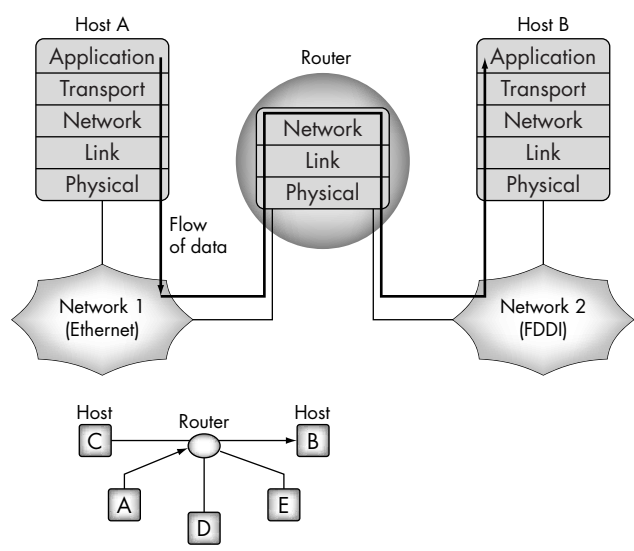 Host A
Host B
Router
Application
Transport
Network
Link
Physical
Network
Link
Physical
Application
Transport
Network
Link
Physical
Flow
of data
Network 1
(Ethernet)
Network 2
(FDDI)
Host
Router
Host
C
B
A
D
E